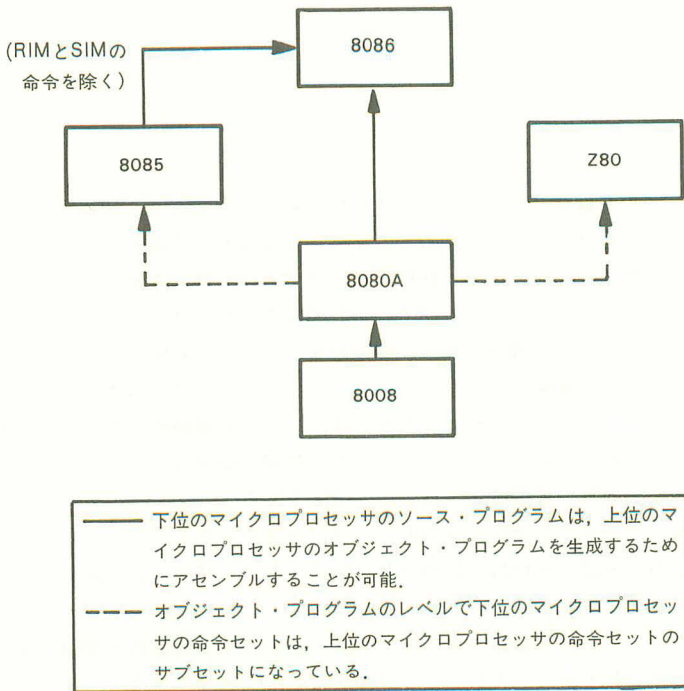 8086
(RIMとSIMの
命令を除く)
8085
Z80
8080A
8008
下位のマイクロプロセッサのソース・プログラムは，上位のマ
イクロプロセッサのオブジェクト・プログラムを生成するため
にアセンブルすることが可能．
オブジェクト・プログラムのレベルで下位のマイクロプロセッ
サの命令セットは，上位のマイクロプロセッサの命令セットの
サブセットになっている．